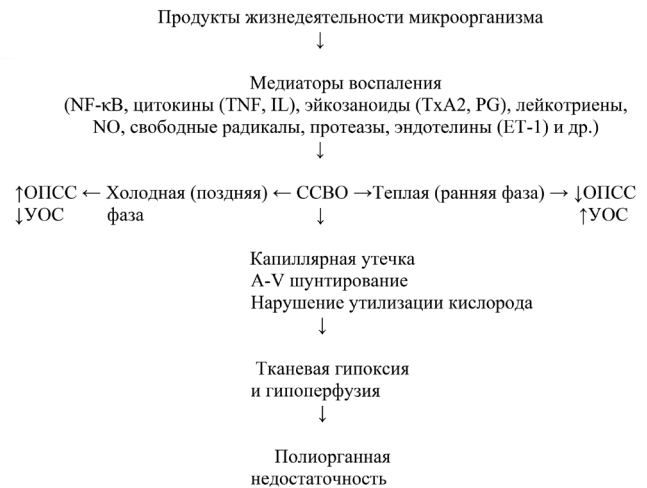 Продукты жизнедеятельности микроорганизма
↓
Медиаторы воспаления
(NF-κB, цитокины (TNF, IL), эйкозаноиды (TxA2, PG), лейкотриены,
NO, свободные радикалы, протеазы, эндотелины (ET-1) и др.)
↓
↑ОПСС ← Холодная (поздняя) ← ССВО →Теплая (ранняя фаза) → ↓ОПСС
↓УОС фаза ↓ ↑УОС
Капиллярная утечка
A-V шунтирование
Нарушение утилизации кислорода
↓
Тканевая гипоксия
и гипоперфузия
↓
Полиорганная
недостаточность